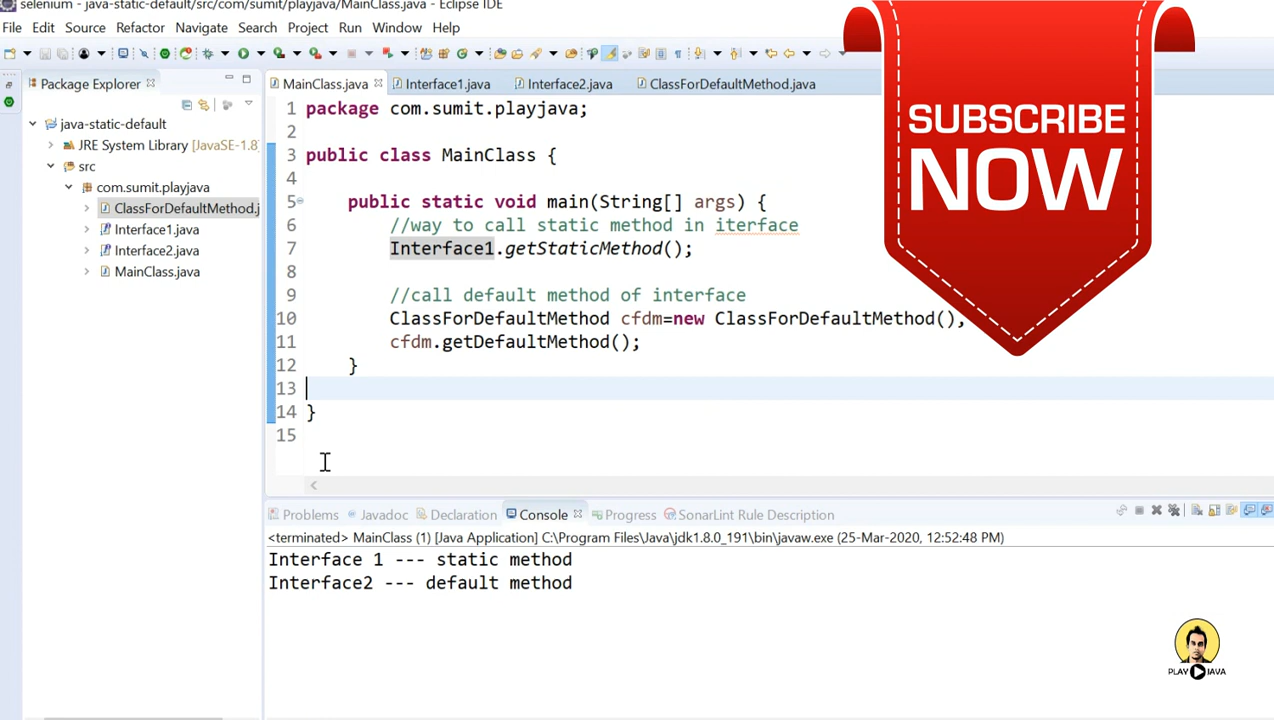 selenium - java-static-default/src/com/sumit/playjava/MainClass.java - Eclipse IDE
File Edit Source Refactor Navigate Search Project Run Window Help
Package Explorer
java-static-default
JRE System Library [JavaSE-1.8]
src
com.sumit.playjava
ClassForDefaultMethod.j
Interface1.java
Interface2.java
MainClass.java
MainClass.java Interface1.java Interface2.java ClassForDefaultMethod.java
1 package com.sumit.playjava;
2
3 public class MainClass {
4
5 public static void main(String[] args) {
6 //way to call static method in iterface
7 Interface1.getStaticMethod();
8
9 //call default method of interface
10 ClassForDefaultMethod cfdm=new ClassForDefaultMethod();
11 cfdm.getDefaultMethod();
12 }
13
14 }
15
SUBSCRIBE
NOW
Problems Javadoc Declaration Console Progress SonarLint Rule Description
<terminated> MainClass (1) [Java Application] C:\Program Files\Java\jdk1.8.0_191\bin\javaw.exe (25-Mar-2020, 12:52:48 PM)
Interface 1 --- static method
Interface2 --- default method
PLAY JAVA